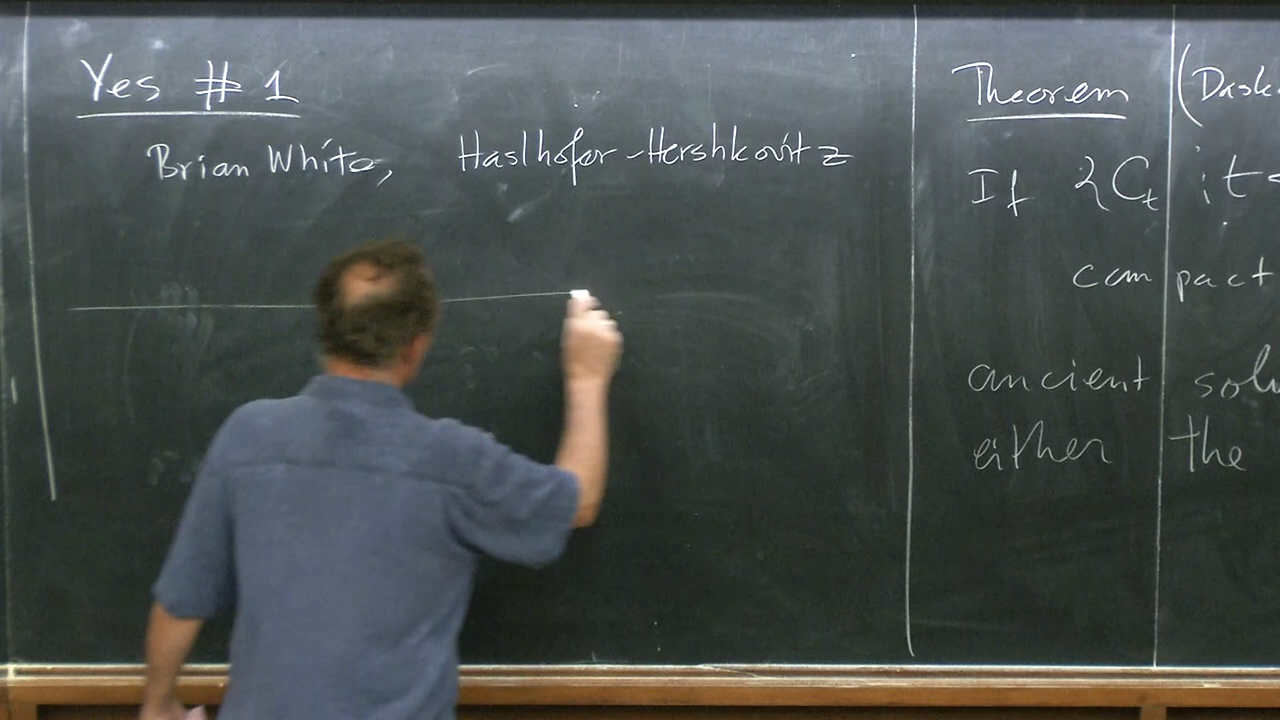 Yes # 1
Brian White, Haslhofer - Hershkovitz
Theorem
If
compact
ancient
either the